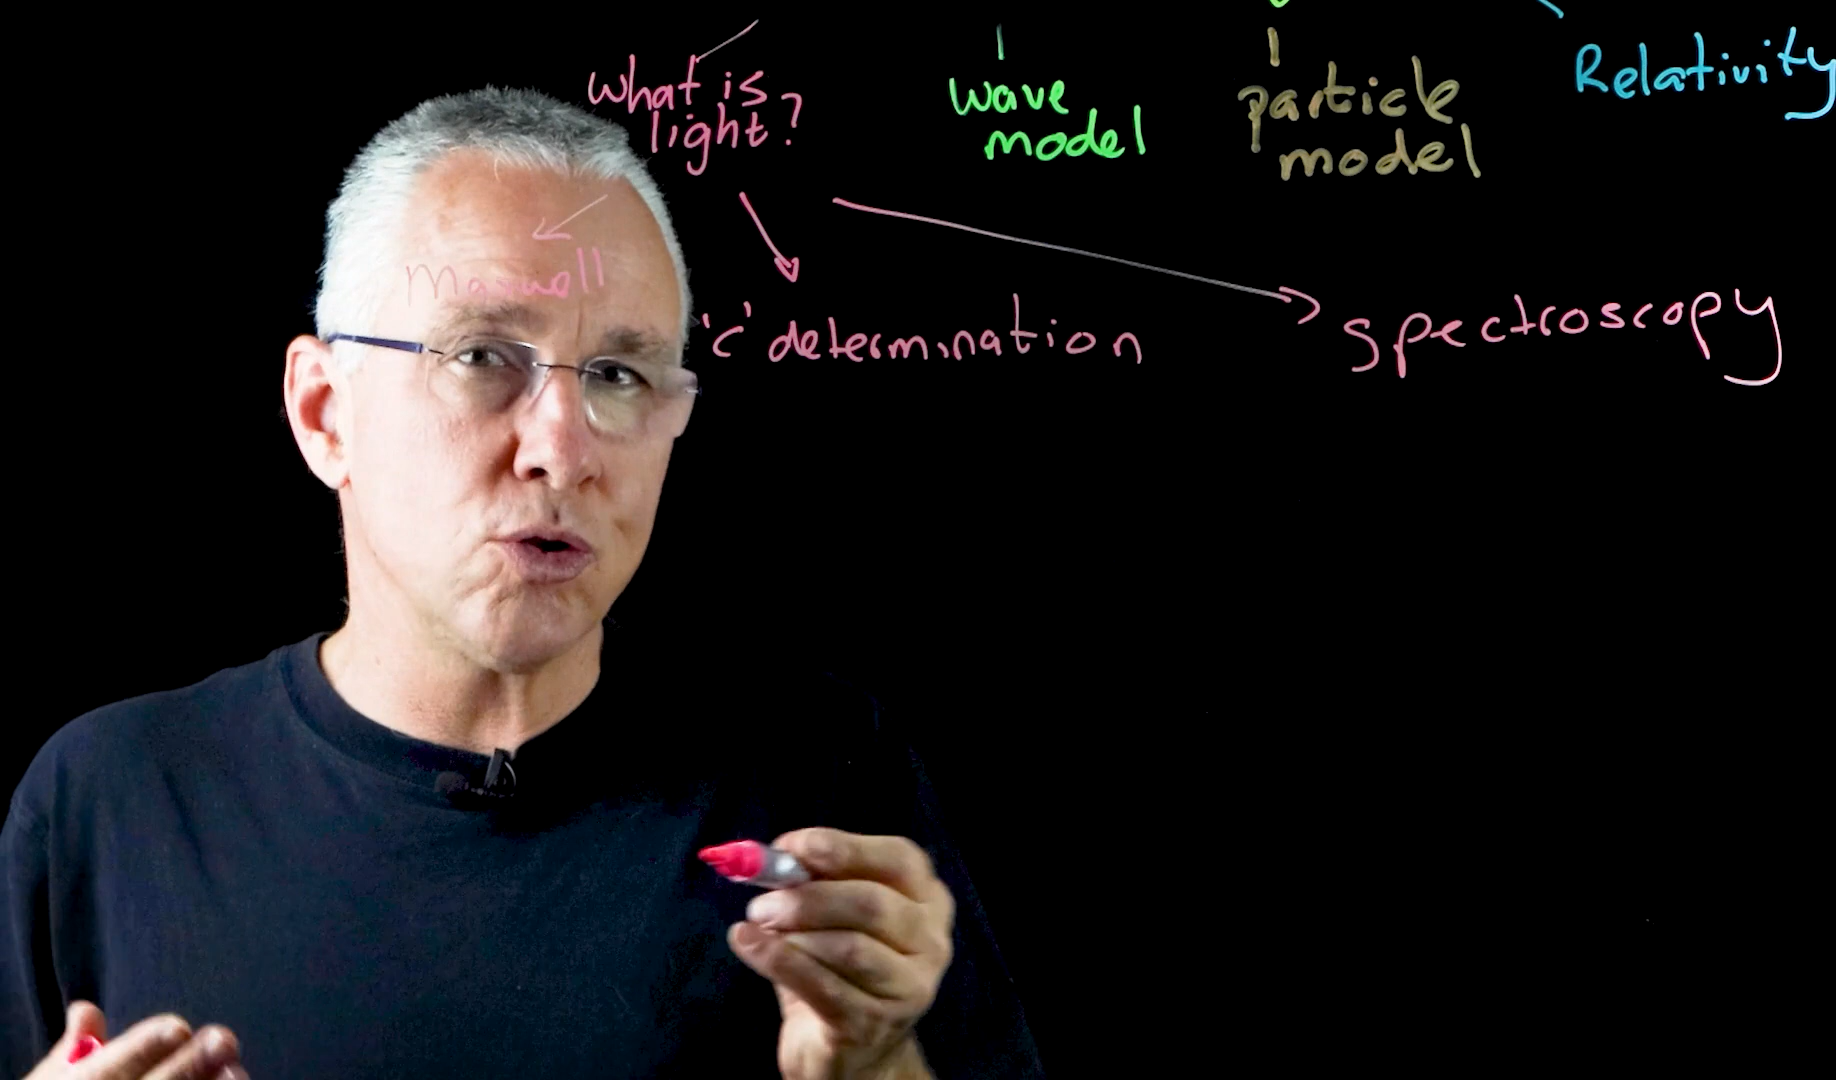 What is
light?
wave
model
particle
model
Relativity
Maxwell
'c' determination
spectroscopy